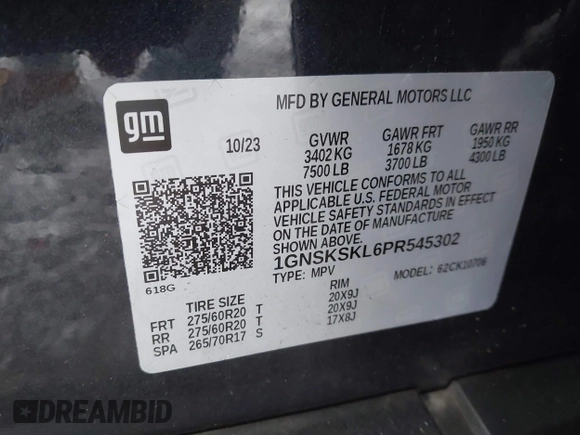 gm
MFD BY GENERAL MOTORS LLC
10/23
GVWR GAWR FRT GAWR RR
3402 KG 1678 KG 1950 KG
7500 LB 3700 LB 4300 LB
THIS VEHICLE CONFORMS TO ALL
APPLICABLE U.S. FEDERAL MOTOR
VEHICLE SAFETY STANDARDS IN EFFECT
ON THE DATE OF MANUFACTURE
SHOWN ABOVE.
1GNSKSKL6PR545302
TYPE: MPV MODEL: 62CK10706
618G
TIRE SIZE RIM
FRT 275/60R20 T 20X9J
RR 275/60R20 T 20X9J
SPA 265/70R17 S 17X8J
DREAMBID